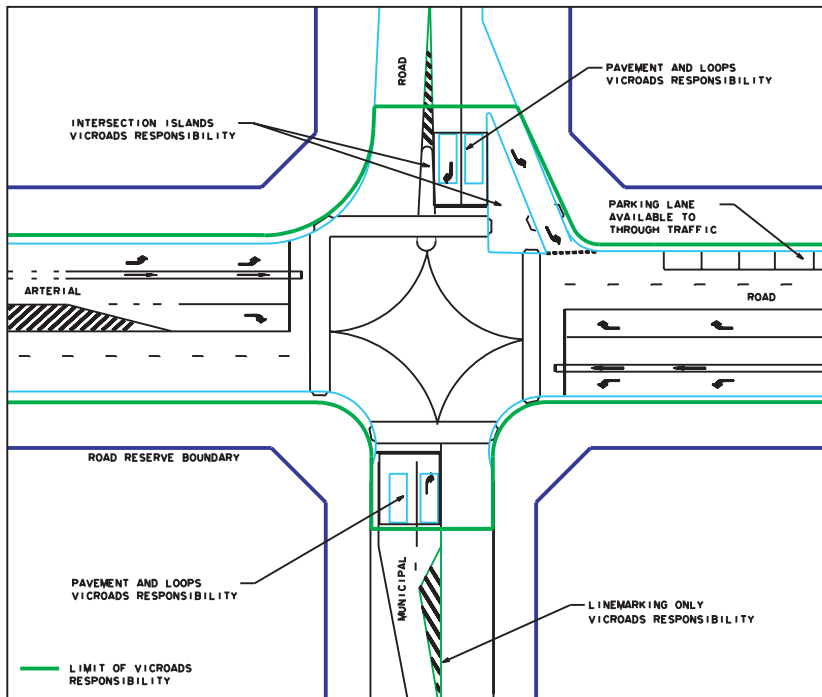 ROAD
PAVEMENT AND LOOPS
VICROADS RESPONSIBILITY
INTERSECTION ISLANDS
VICROADS RESPONSIBILITY
PARKING LANE
AVAILABLE TO
THROUGH TRAFFIC
ARTERIAL
ROAD
ROAD RESERVE BOUNDARY
PAVEMENT AND LOOPS
VICROADS RESPONSIBILITY
MUNICIPAL
LINEMARKING ONLY
VICROADS RESPONSIBILITY
LIMIT OF VICROADS
RESPONSIBILITY